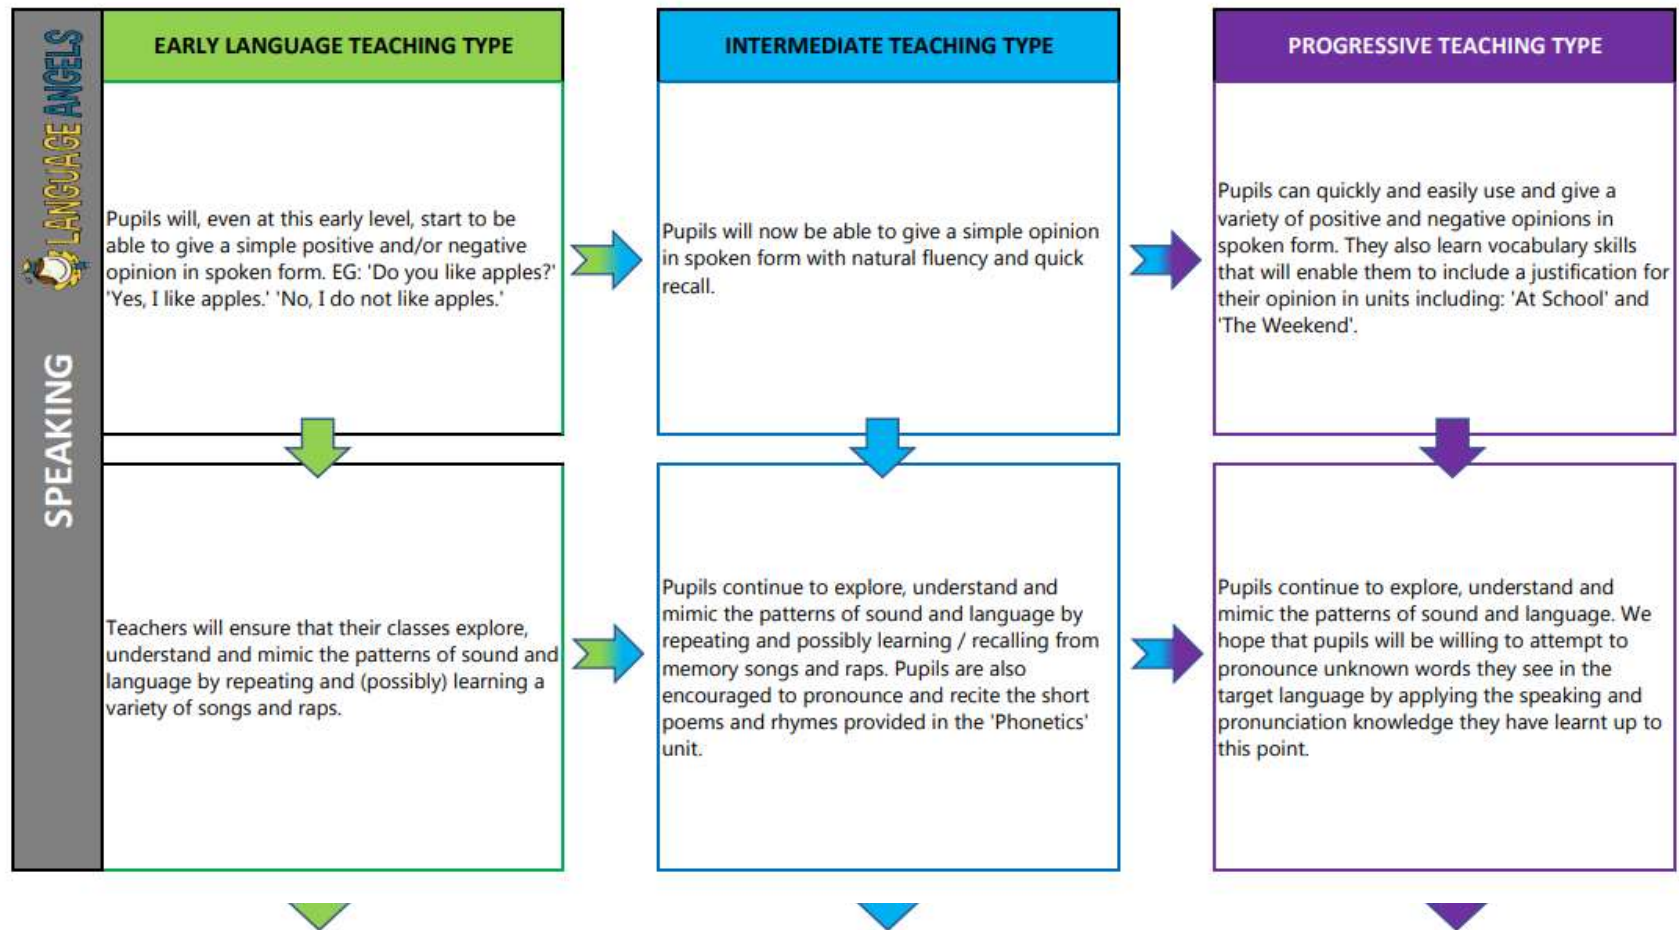 LANGUAGE ANGELS
SPEAKING
EARLY LANGUAGE TEACHING TYPE
Pupils will, even at this early level, start to be
able to give a simple positive and/or negative
opinion in spoken form. EG: 'Do you like apples?'
'Yes, I like apples.' 'No, I do not like apples.'
INTERMEDIATE TEACHING TYPE
Pupils will now be able to give a simple opinion
in spoken form with natural fluency and quick
recall.
PROGRESSIVE TEACHING TYPE
Pupils can quickly and easily use and give a
variety of positive and negative opinions in
spoken form. They also learn vocabulary skills
that will enable them to include a justification for
their opinion in units including: 'At School' and
'The Weekend'.
Teachers will ensure that their classes explore,
understand and mimic the patterns of sound and
language by repeating and (possibly) learning a
variety of songs and raps.
Pupils continue to explore, understand and
mimic the patterns of sound and language by
repeating and possibly learning / recalling from
memory songs and raps. Pupils are also
encouraged to pronounce and recite the short
poems and rhymes provided in the 'Phonetics'
unit.
Pupils continue to explore, understand and
mimic the patterns of sound and language. We
hope that pupils will be willing to attempt to
pronounce unknown words they see in the
target language by applying the speaking and
pronunciation knowledge they have learnt up to
this point.